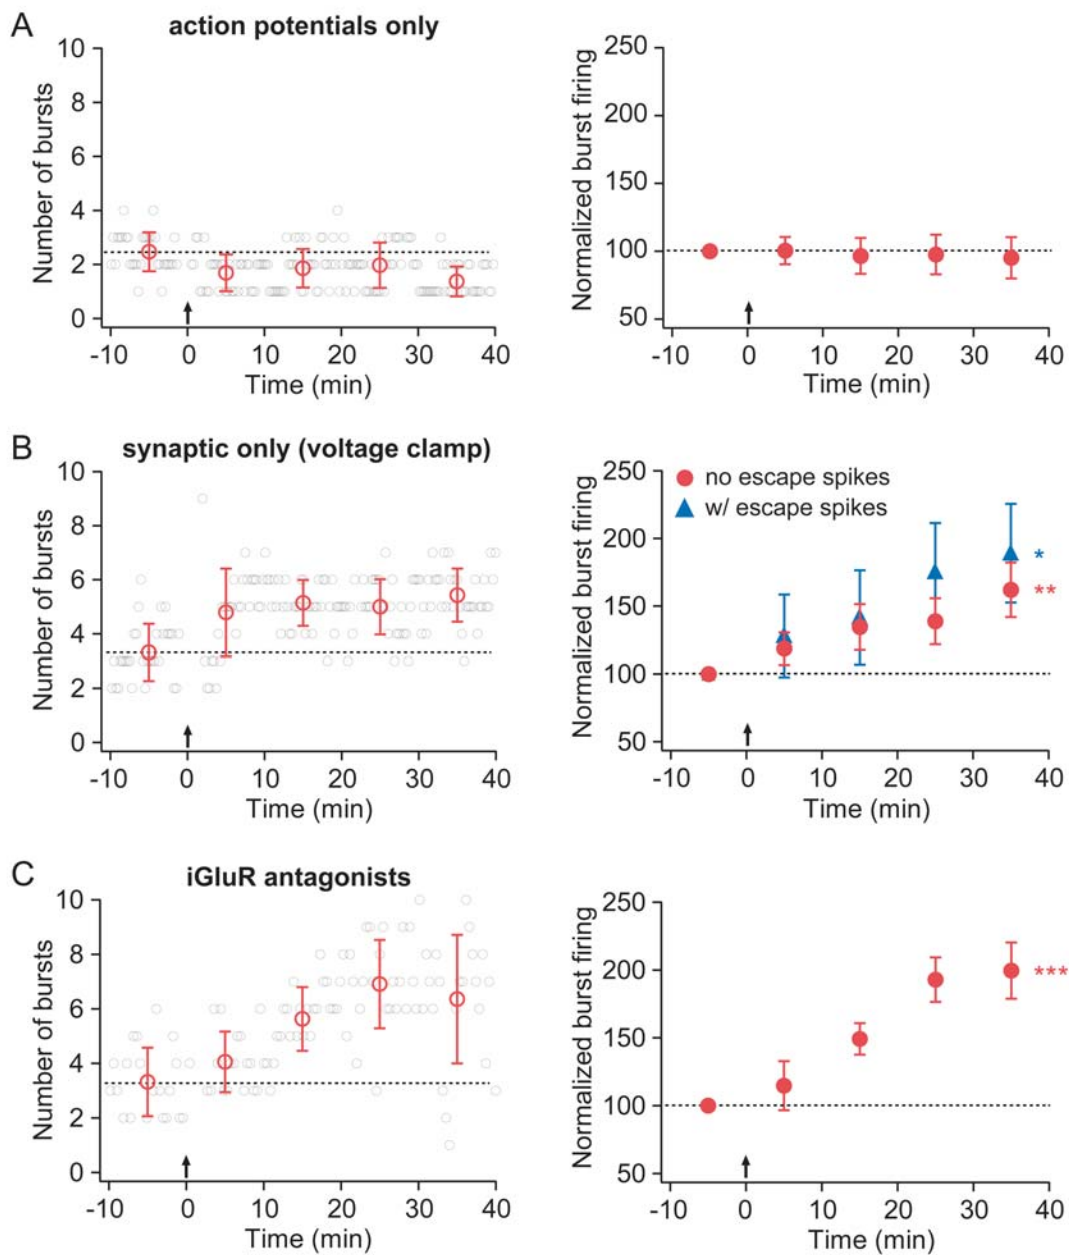 A
action potentials only
10
8
6
4
2
0
Number of bursts
-10 0 10 20 30 40
Time (min)
250
200
150
100
50
Normalized burst firing
-10 0 10 20 30 40
Time (min)
B
synaptic only (voltage clamp)
10
8
6
4
2
0
Number of bursts
-10 0 10 20 30 40
Time (min)
250
200
150
100
50
Normalized burst firing
no escape spikes
w/ escape spikes
*
**
-10 0 10 20 30 40
Time (min)
C
iGluR antagonists
10
8
6
4
2
0
Number of bursts
-10 0 10 20 30 40
Time (min)
250
200
150
100
50
Normalized burst firing
***
-10 0 10 20 30 40
Time (min)